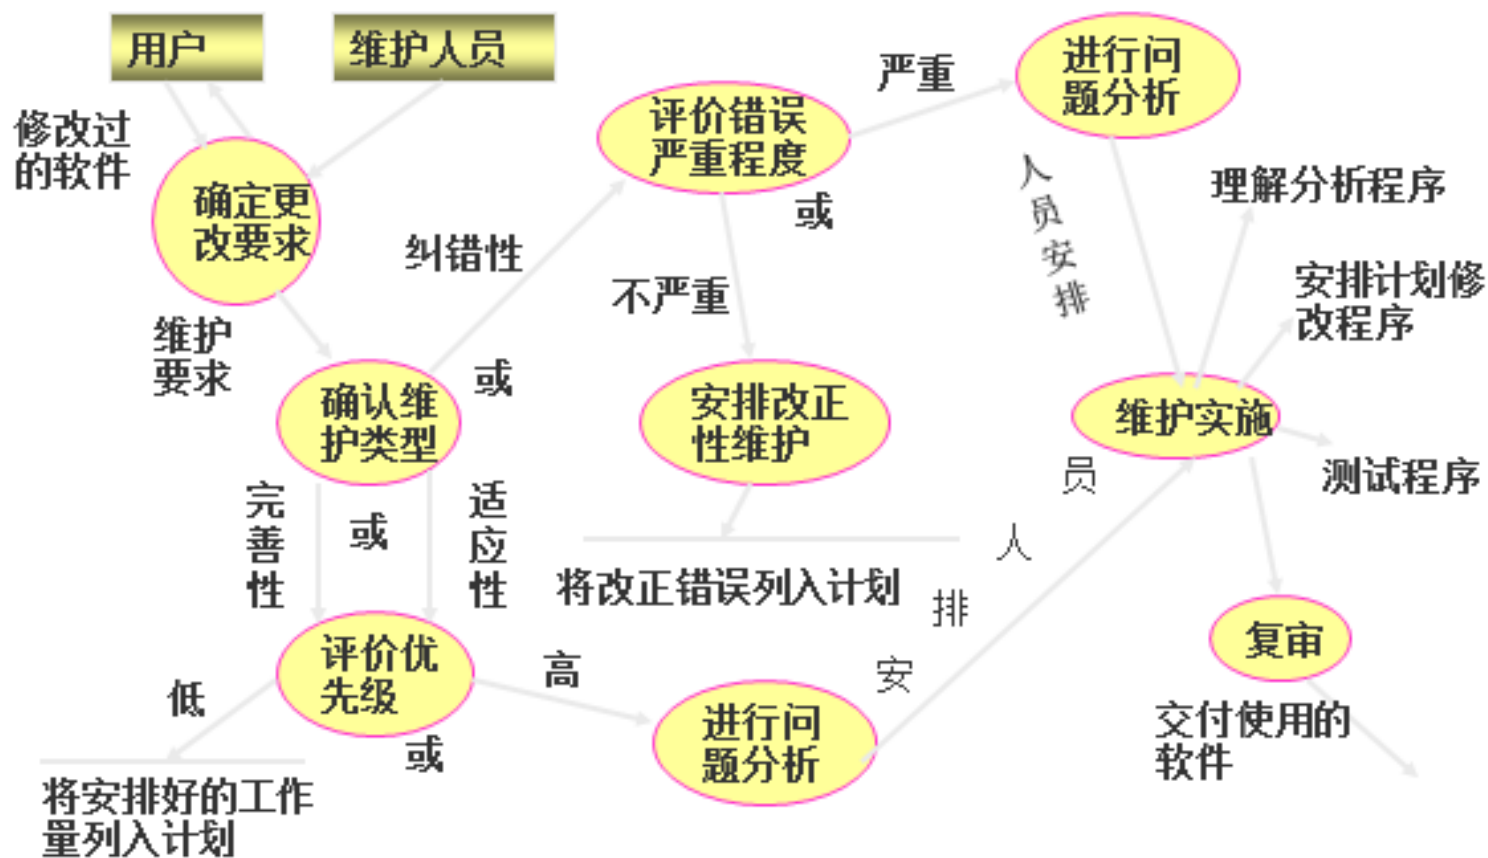 用户
维护人员
修改过
的软件
确定更
改要求
维护
要求
纠错性
或
确认维
护类型
完善性
或
适应性
评价优
先级
低
或
高
将安排好的工作
量列入计划
评价错误
严重程度
或
严重
不严重
安排改正
性维护
将改正错误列入计划
进行问
题分析
安排人员
进行问
题分析
人员安排
维护实施
理解分析程序
安排计划修
改程序
测试程序
复审
交付使用的
软件